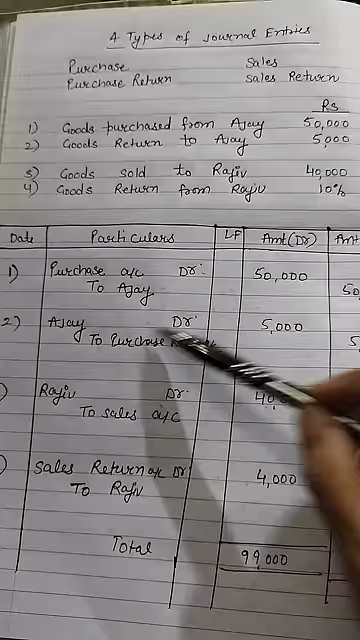 4 Types of Journal Entries
Purchase Sales
Purchase Return Sales Return
Rs
1) Goods purchased from Ajay 50,000
2) Goods Return to Ajay 5,000
3) Goods sold to Rajiv 40,000
4) Goods Return from Rajiv 10%
Date Particulars LF Amt(Dr) Amt
1) Purchase a/c Dr. 50,000
To Ajay 50
2) Ajay Dr. 5,000
To Purchase 5
) Rajiv Dr.
To Sales a/c
) Sales Return a/c Dr 4,000
To Rajiv
Total 99,000